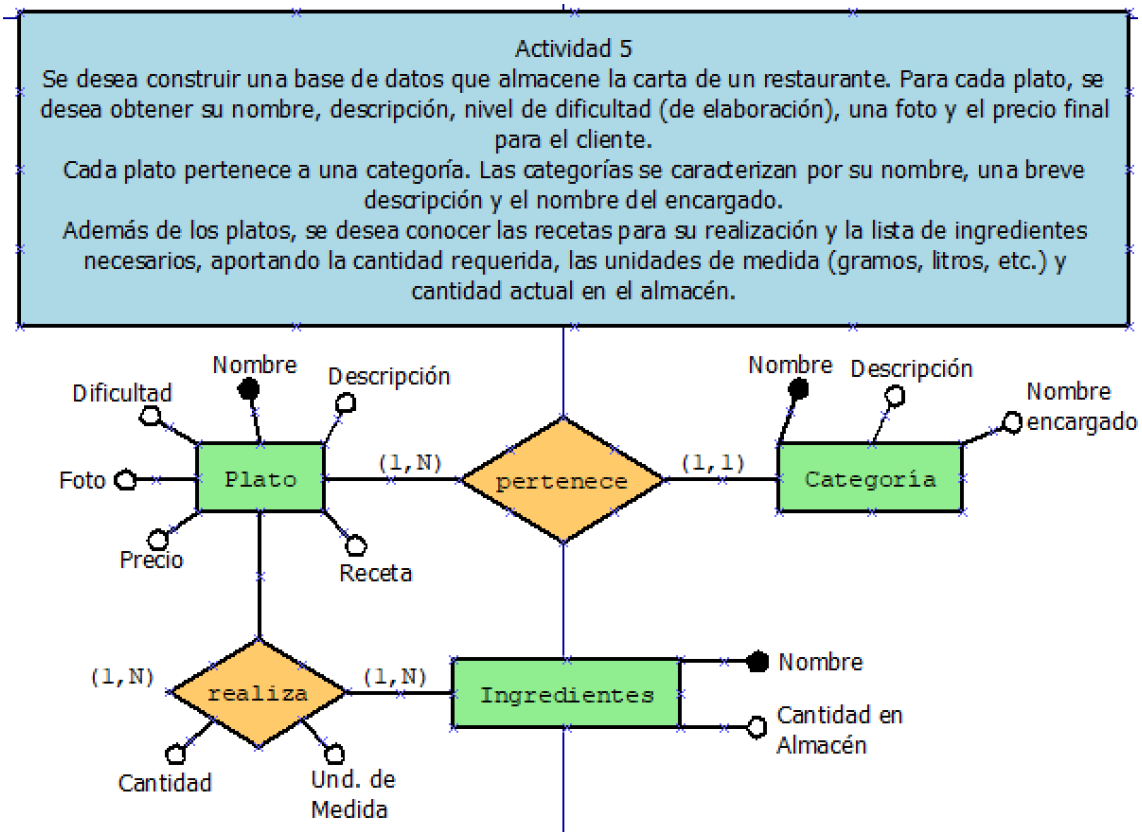 Actividad 5
Se desea construir una base de datos que almacene la carta de un restaurante. Para cada plato, se
desea obtener su nombre, descripción, nivel de dificultad (de elaboración), una foto y el precio final
para el cliente.
Cada plato pertenece a una categoría. Las categorías se caracterizan por su nombre, una breve
descripción y el nombre del encargado.
Además de los platos, se desea conocer las recetas para su realización y la lista de ingredientes
necesarios, aportando la cantidad requerida, las unidades de medida (gramos, litros, etc.) y
cantidad actual en el almacén.
Nombre
Descripción
Dificultad
Foto
Plato
Precio
Receta
(1,N)
pertenece
(1,1)
Nombre
Descripción
Nombre
encargado
Categoría
(1,N)
realiza
(1,N)
Cantidad
Und. de
Medida
Ingredientes
Nombre
Cantidad en
Almacén